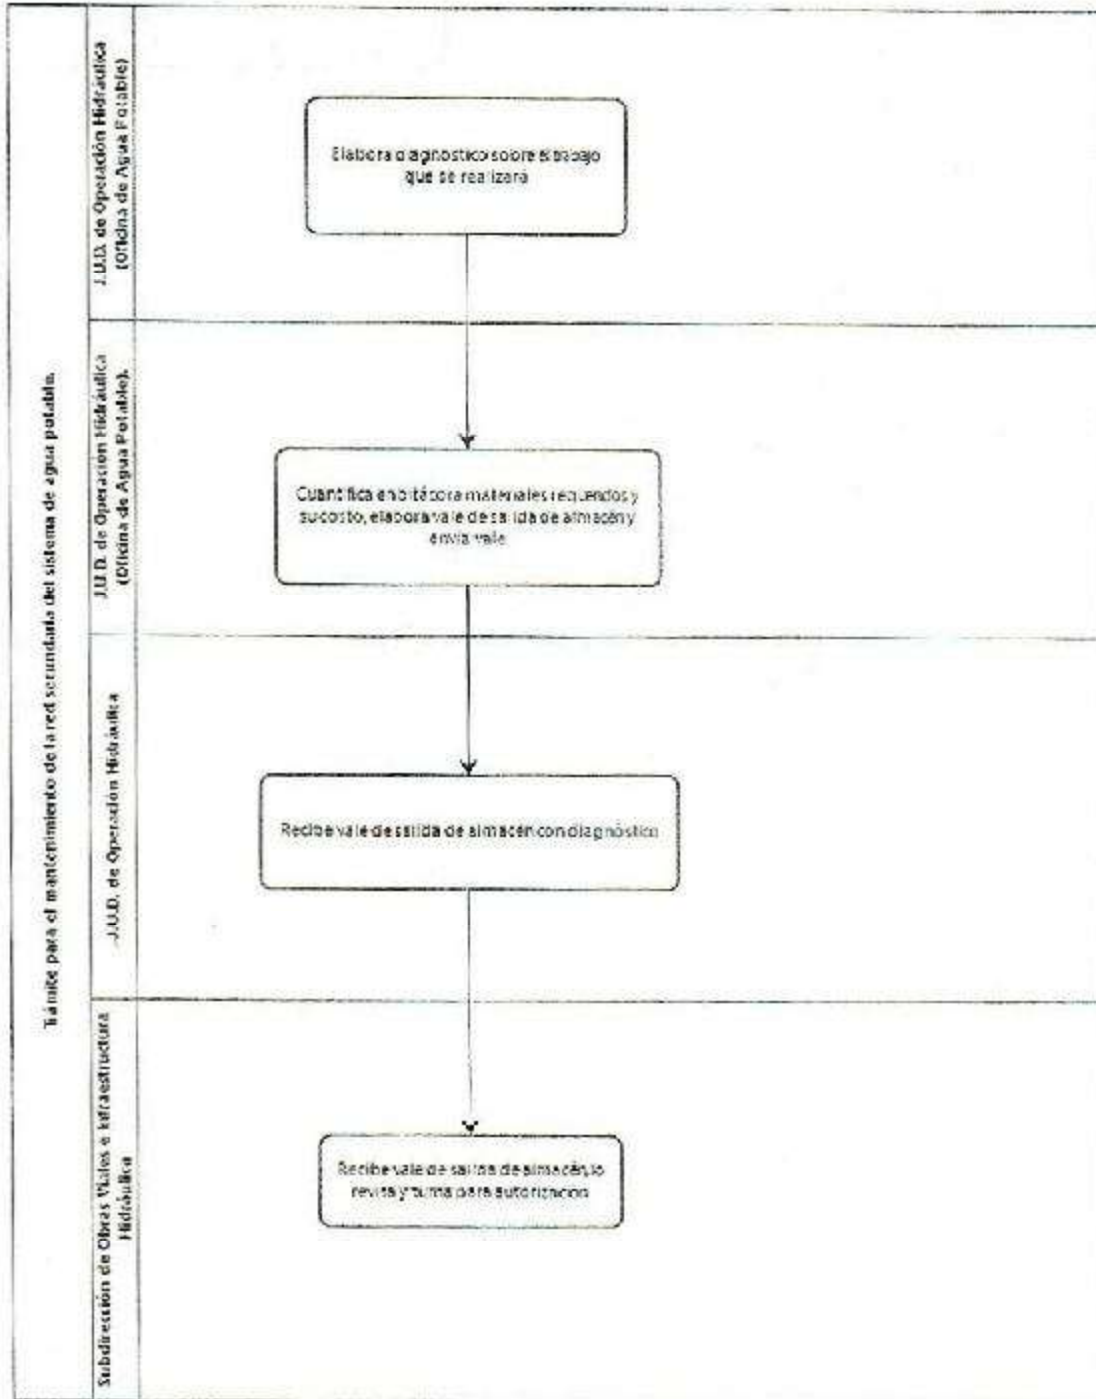 Trámite para el mantenimiento de la red secundaria del sistema de agua potable.
J.U.D. de Operación Hidráulica
(Oficina de Agua Potable)
Elabora diagnostico sobre el trabajo
que se realizará
J.U.D. de Operación Hidráulica
(Oficina de Agua Potable).
Cuantifica en bitácora materiales requeridos y
su costo, elabora vale de salida de almacén y
envía vale
J.U.D. de Operación Hidráulica
Recibe vale de salida de almacén con diagnóstico
Subdirección de Obras Viales e Infraestructura
Hidráulica
Recibe vale de salida de almacén, lo
revisa y turna para autorización